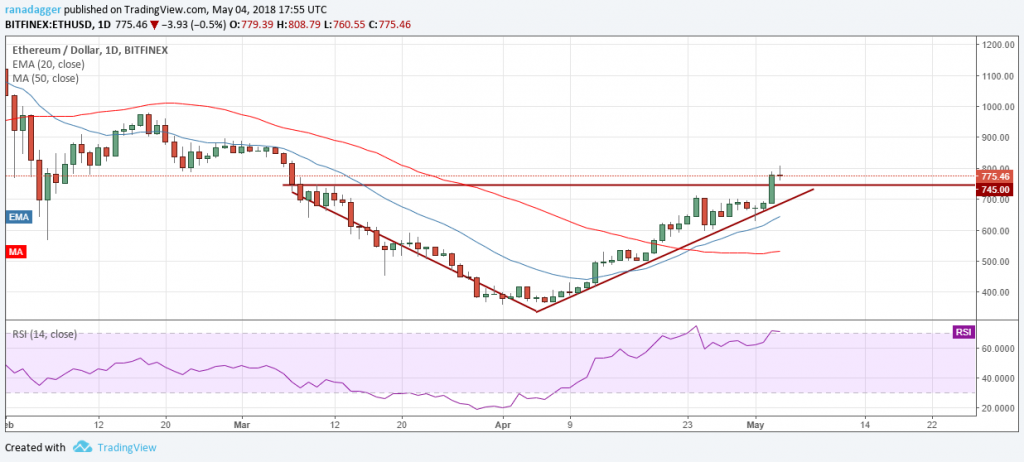 ranadagger published on TradingView.com, May 04, 2018 17:55 UTC
BITFINEX:ETHUSD, 1D 775.46 ▼ −3.93 (−0.5%) O:779.39 H:808.79 L:760.55 C:775.46
Ethereum / Dollar, 1D, BITFINEX
EMA (20, close)
MA (50, close)
1200.00
1100.00
1000.00
900.00
800.00
775.46
745.00
700.00
600.00
500.00
400.00
EMA
MA
RSI (14, close)
RSI
60.0000
40.0000
20.0000
eb 12 20 Mar 12 20 Apr 9 23 May 14 22
Created with TradingView